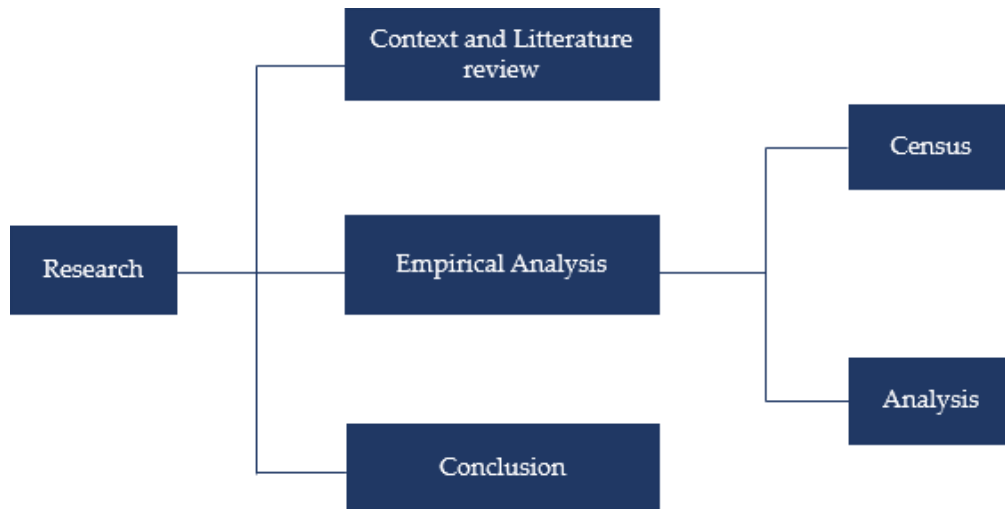 Context and Litterature
review
Census
Research
Empirical Analysis
Analysis
Conclusion